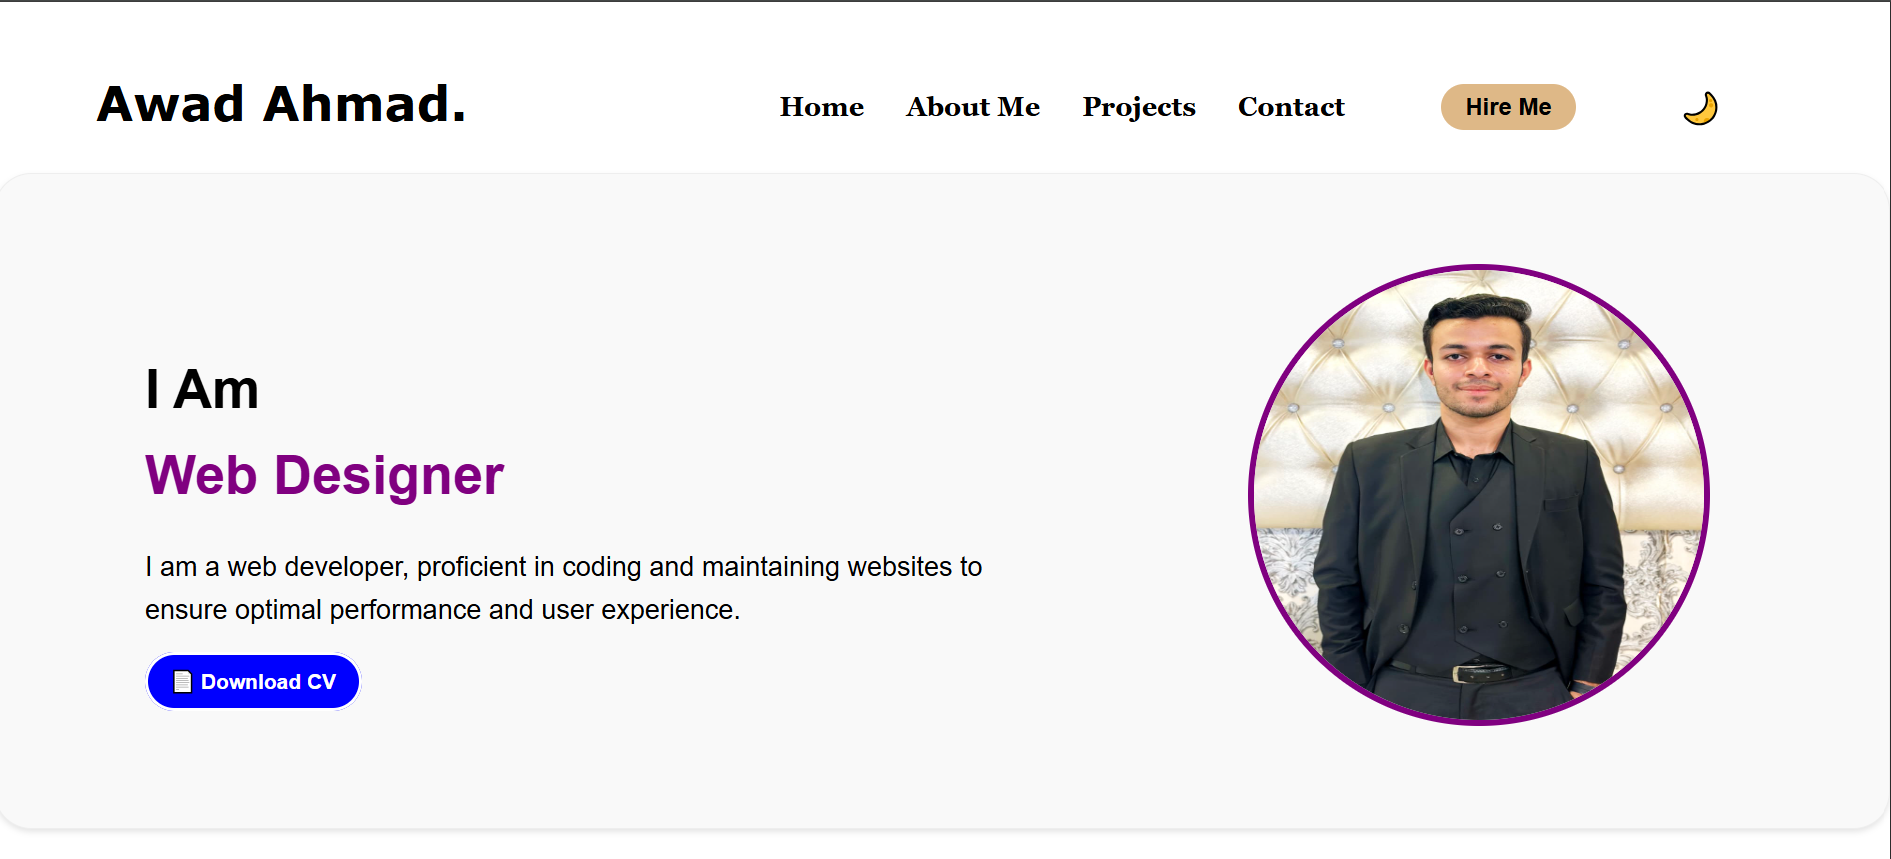 Awad Ahmad.
Home About Me Projects Contact Hire Me
I Am
Web Designer
I am a web developer, proficient in coding and maintaining websites to
ensure optimal performance and user experience.
Download CV